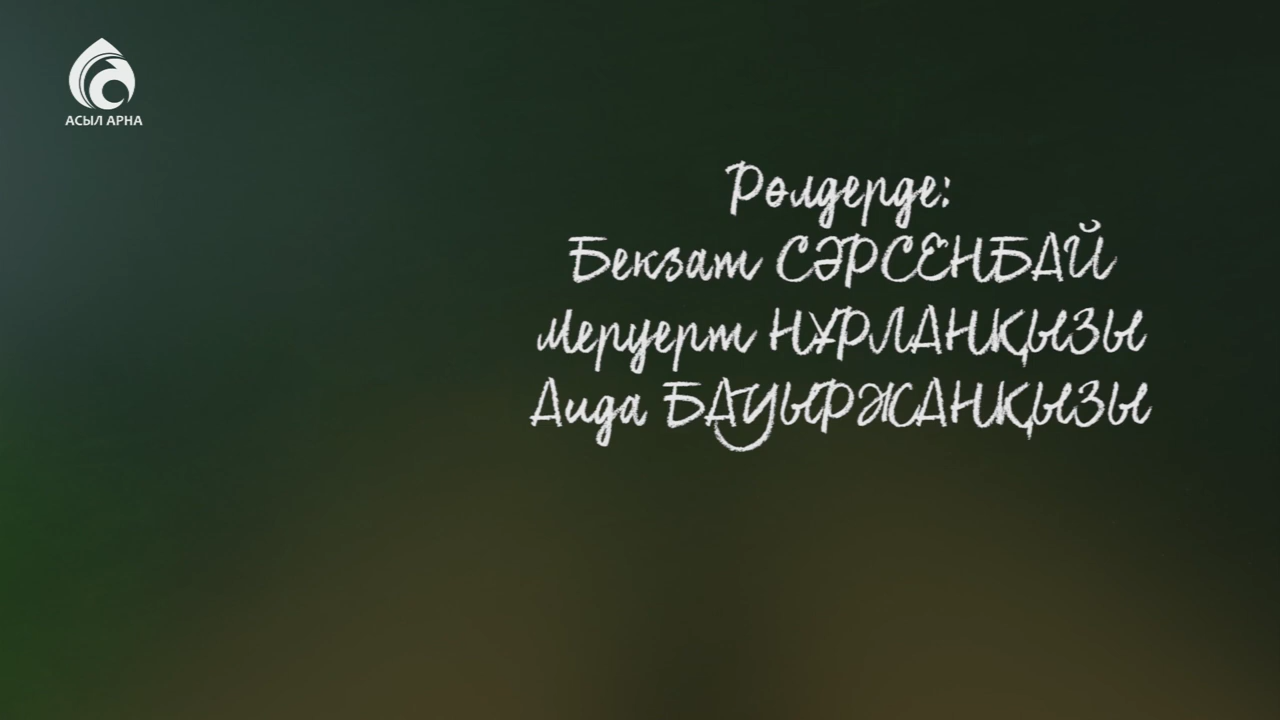 АСЫЛ АРНА
Рөлдерде:
Бекзат СӘРСЕНБАЙ
Меруерт НҰРЛАНҚЫЗЫ
Аида БАУЫРЖАНҚЫЗЫ